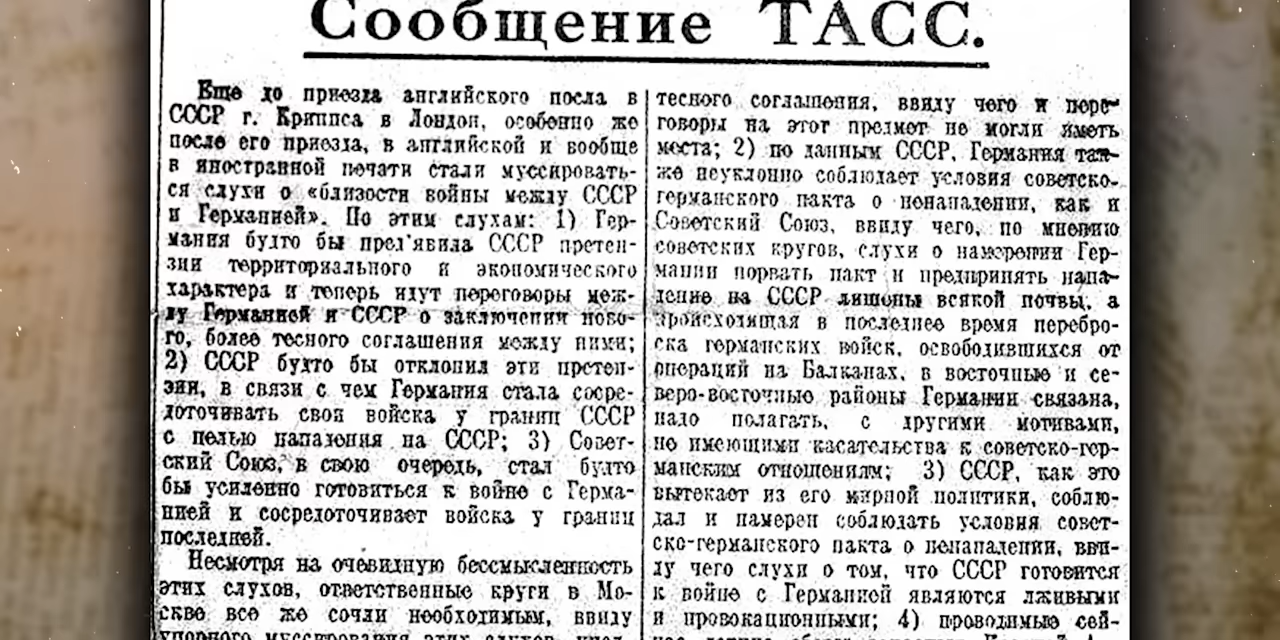 Сообщение ТАСС.
Еще до приезда английского посла в
СССР г. Криппса в Лондон, особенно же
после его приезда, в английской и вообще
в иностранной печати стали муссировать-
ся слухи о «близости войны между СССР
и Германией». По этим слухам: 1) Гер-
мания будто бы пред'явила СССР претен-
зии территориального и экономического
характера и теперь идут переговоры меж-
ду Германией и СССР о заключении ново-
го, более тесного соглашения между ними;
2) СССР будто бы отклонил эти претен-
зии, в связи с чем Германия стала сосре-
доточивать свои войска у границ СССР
с целью нападения на СССР; 3) Совет-
ский Союз, в свою очередь, стал будто
бы усиленно готовиться к войне с Герма-
нией и сосредоточивает войска у границ
последней.
Несмотря на очевидную бессмысленность
этих слухов, ответственные круги в Мо-
скве все же сочли необходимым, ввиду
упорного муссирования этих слухов,
тесного соглашения, ввиду чего и пере-
говоры на этот предмет не могли иметь
места; 2) по данным СССР, Германия так-
же неуклонно соблюдает условия советско-
германского пакта о ненападении, как и
Советский Союз, ввиду чего, по мнению
советских кругов, слухи о намерении Гер-
мании порвать пакт и предпринять напа-
дение на СССР лишены всякой почвы, а
происходящая в последнее время перебро-
ска германских войск, освободившихся от
операций на Балканах, в восточные и се-
веро-восточные районы Германии связана,
надо полагать, с другими мотивами,
не имеющими касательства к советско-гер-
манским отношениям; 3) СССР, как это
вытекает из его мирной политики, соблю-
дал и намерен соблюдать условия совет-
ско-германского пакта о ненападении, вви-
ду чего слухи о том, что СССР готовится
к войне с Германией являются лживыми
и провокационными; 4) проводимые сей-